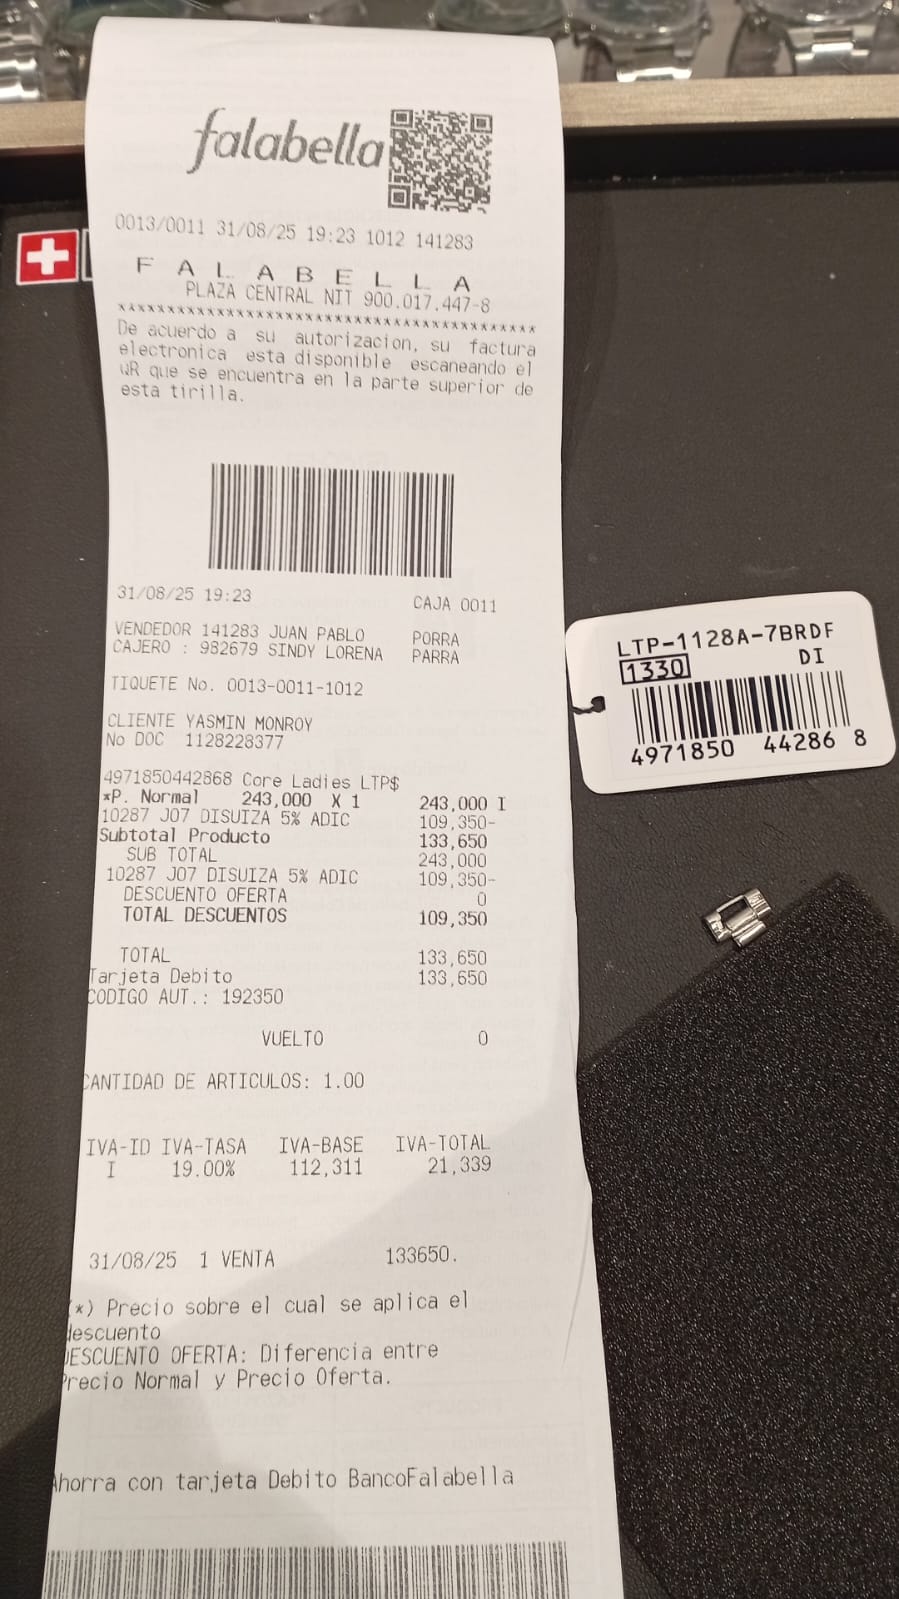 falabella
0013/0011 31/08/25 19:23 1012 141283
F A L A B E L L A
PLAZA CENTRAL NIT 900.017.447-8
******************************************
De acuerdo a su autorizacion, su factura
electronica esta disponible escaneando el
QR que se encuentra en la parte superior de
esta tirilla.
31/08/25 19:23 CAJA 0011
VENDEDOR 141283 JUAN PABLO PORRA
CAJERO : 982679 SINDY LORENA PARRA
TIQUETE No. 0013-0011-1012
CLIENTE YASMIN MONROY
No DOC 1128228377
4971850442868 Core Ladies LTP$
*P. Normal 243,000 X 1 243,000 I
10287 J07 DISUIZA 5% ADIC 109,350-
Subtotal Producto 133,650
SUB TOTAL 243,000
10287 J07 DISUIZA 5% ADIC 109,350-
DESCUENTO OFERTA 0
TOTAL DESCUENTOS 109,350
TOTAL 133,650
Tarjeta Debito 133,650
CODIGO AUT.: 192350
VUELTO 0
CANTIDAD DE ARTICULOS: 1.00
IVA-ID IVA-TASA IVA-BASE IVA-TOTAL
I 19.00% 112,311 21,339
31/08/25 1 VENTA 133650.
(*) Precio sobre el cual se aplica el
descuento
DESCUENTO OFERTA: Diferencia entre
Precio Normal y Precio Oferta.
Ahorra con tarjeta Debito BancoFalabella
LTP-1128A-7BRDF
1330 DI
4971850 44286 8